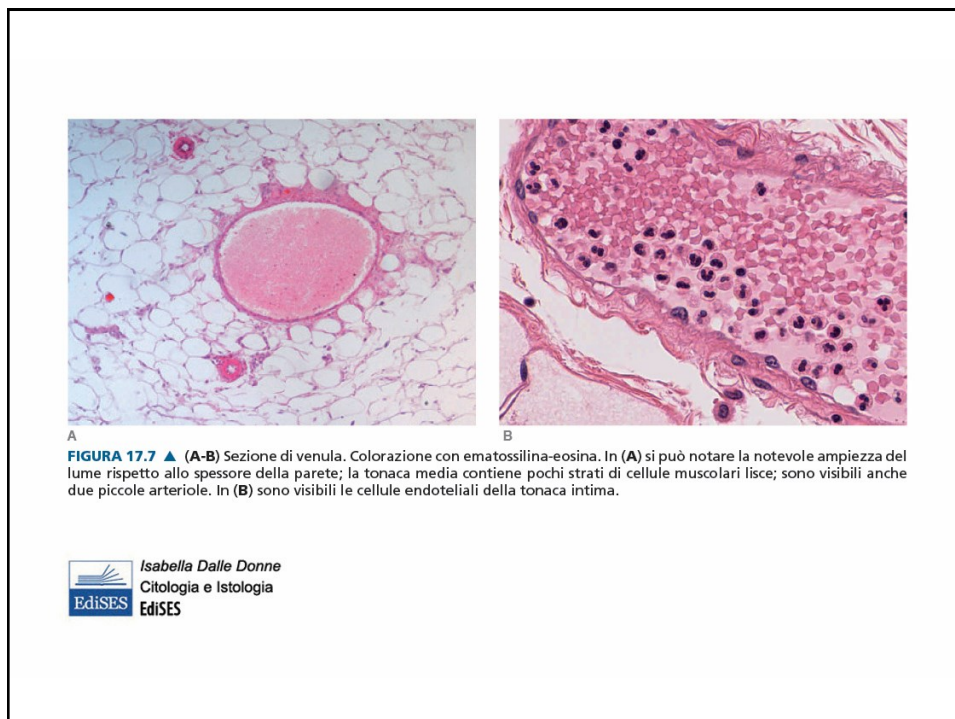 A
B
FIGURA 17.7 ▲ (A-B) Sezione di venula. Colorazione con ematossilina-eosina. In (A) si può notare la notevole ampiezza del
lume rispetto allo spessore della parete; la tonaca media contiene pochi strati di cellule muscolari lisce; sono visibili anche
due piccole arteriole. In (B) sono visibili le cellule endoteliali della tonaca intima.
EdiSES
Isabella Dalle Donne
Citologia e Istologia
EdiSES